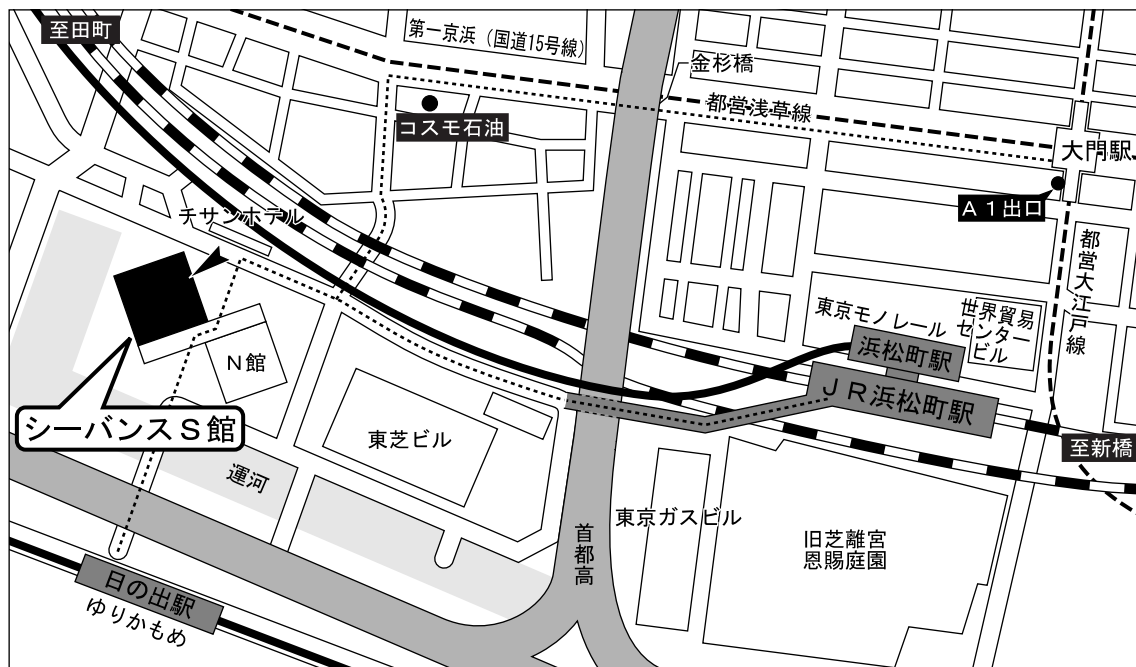 至田町
第一京浜（国道15号線）
金杉橋
都営浅草線
コスモ石油
大門駅
Ａ１出口
チサンホテル
都営大江戸線
東京モノレール
浜松町駅
世界貿易
センター
ビル
Ｎ館
ＪＲ浜松町駅
シーバンスＳ館
東芝ビル
至新橋
運河
東京ガスビル
首都高
旧芝離宮
恩賜庭園
日の出駅
ゆりかもめ